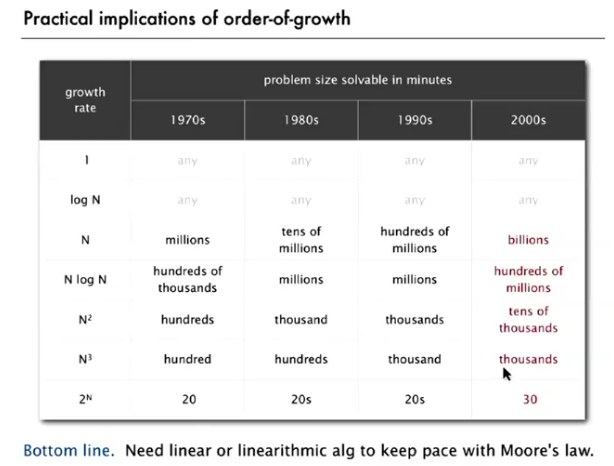 Practical implications of order-of-growth
growth
rate
problem size solvable in minutes
1970s 1980s 1990s 2000s
1 any any any any
log N any any any any
N millions tens of millions hundreds of millions billions
N log N hundreds of thousands millions millions hundreds of millions
N² hundreds thousand thousands tens of thousands
N³ hundred hundreds thousand thousands
2ᴺ 20 20s 20s 30
Bottom line. Need linear or linearithmic alg to keep pace with Moore's law.